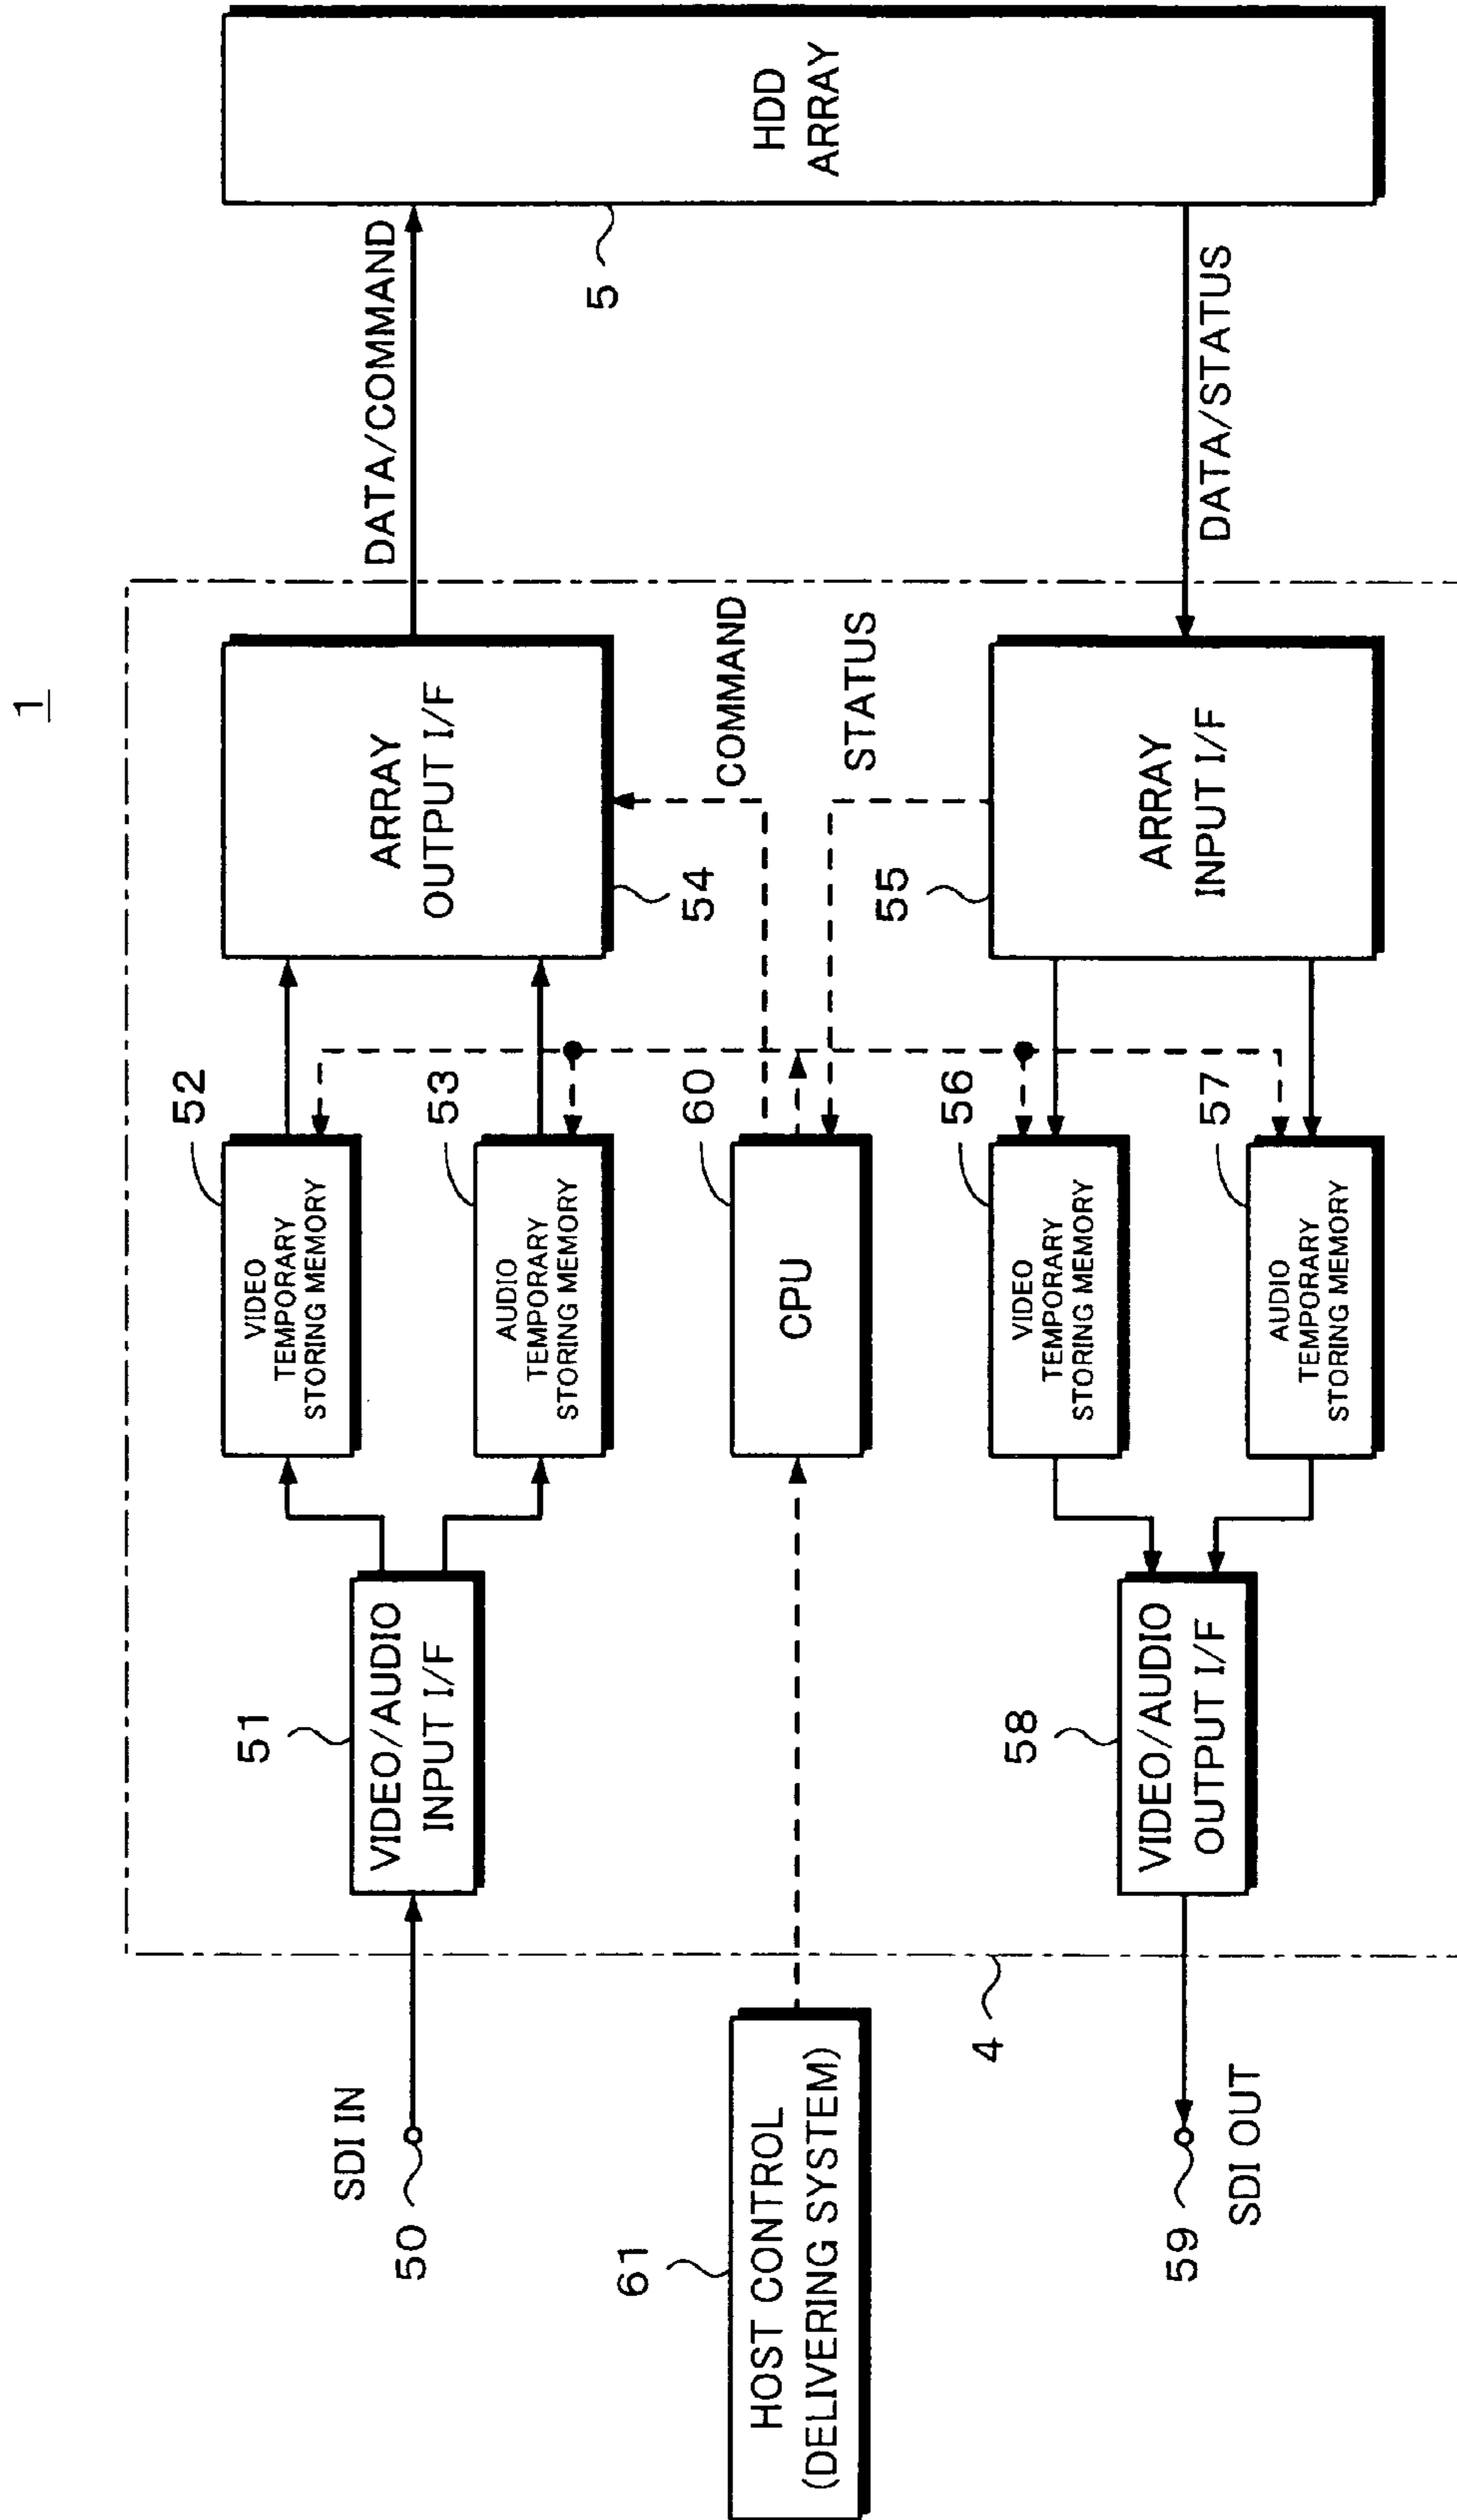 1
SDI IN
50
51
VIDEO/AUDIO
INPUT I/F
52
VIDEO
TEMPORARY
STORING MEMORY
53
AUDIO
TEMPORARY
STORING MEMORY
ARRAY
OUTPUT I/F
54
DATA/COMMAND
HDD
ARRAY
5
61
HOST CONTROL
(DELIVERING SYSTEM)
60
CPU
COMMAND
STATUS
4
59
SDI OUT
58
VIDEO/AUDIO
OUTPUT I/F
56
VIDEO
TEMPORARY
STORING MEMORY
57
AUDIO
TEMPORARY
STORING MEMORY
55
ARRAY
INPUT I/F
DATA/STATUS